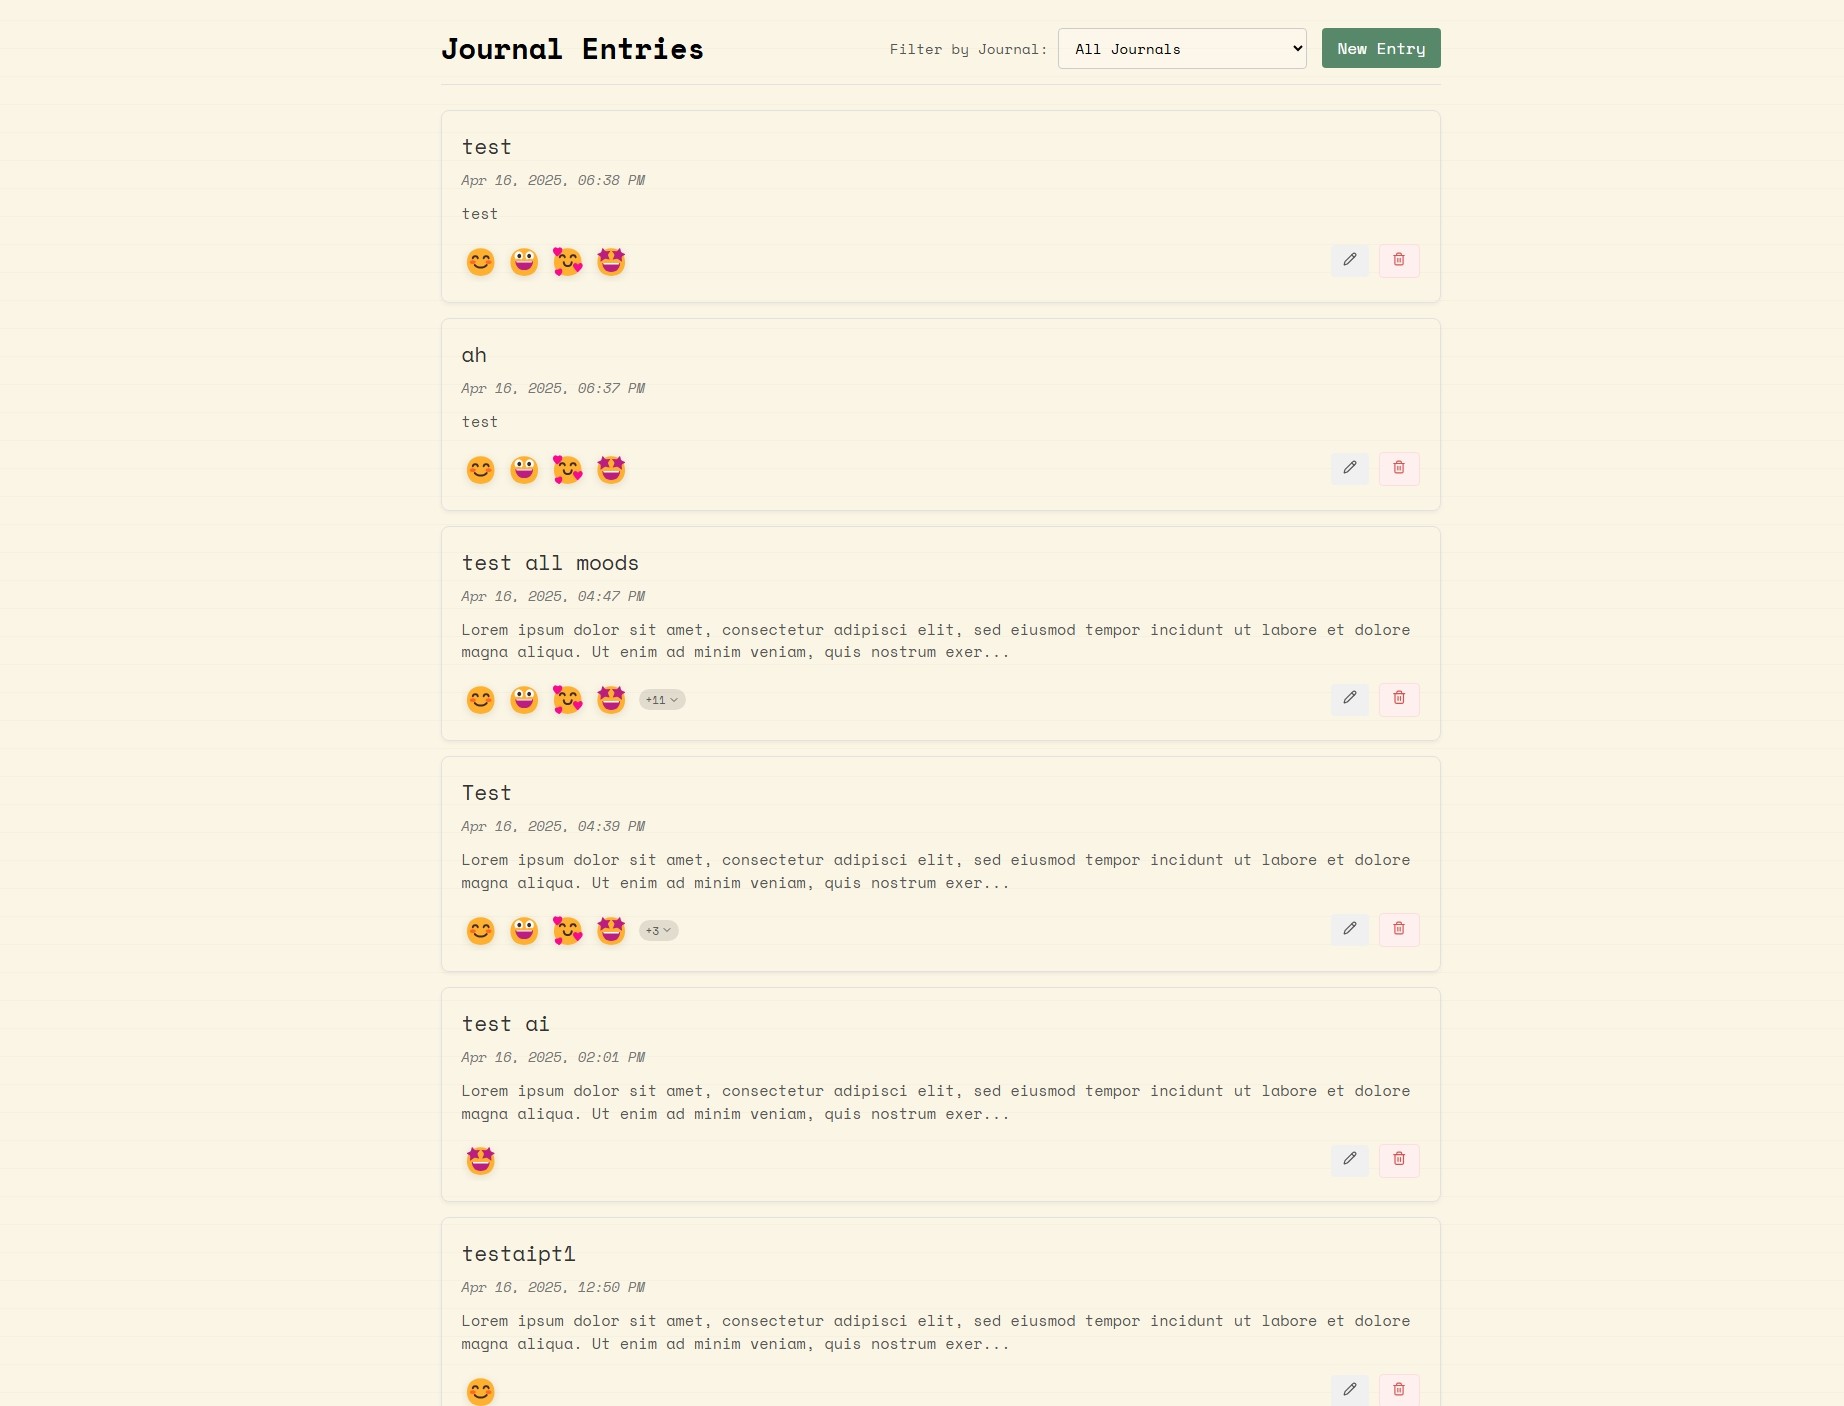 Journal Entries
Filter by Journal: All Journals New Entry
test
Apr 16, 2025, 06:38 PM
test
ah
Apr 16, 2025, 06:37 PM
test
test all moods
Apr 16, 2025, 04:47 PM
Lorem ipsum dolor sit amet, consectetur adipisci elit, sed eiusmod tempor incidunt ut labore et dolore
magna aliqua. Ut enim ad minim veniam, quis nostrum exer...
+11
Test
Apr 16, 2025, 04:39 PM
Lorem ipsum dolor sit amet, consectetur adipisci elit, sed eiusmod tempor incidunt ut labore et dolore
magna aliqua. Ut enim ad minim veniam, quis nostrum exer...
+3
test ai
Apr 16, 2025, 02:01 PM
Lorem ipsum dolor sit amet, consectetur adipisci elit, sed eiusmod tempor incidunt ut labore et dolore
magna aliqua. Ut enim ad minim veniam, quis nostrum exer...
testaipt1
Apr 16, 2025, 12:50 PM
Lorem ipsum dolor sit amet, consectetur adipisci elit, sed eiusmod tempor incidunt ut labore et dolore
magna aliqua. Ut enim ad minim veniam, quis nostrum exer...